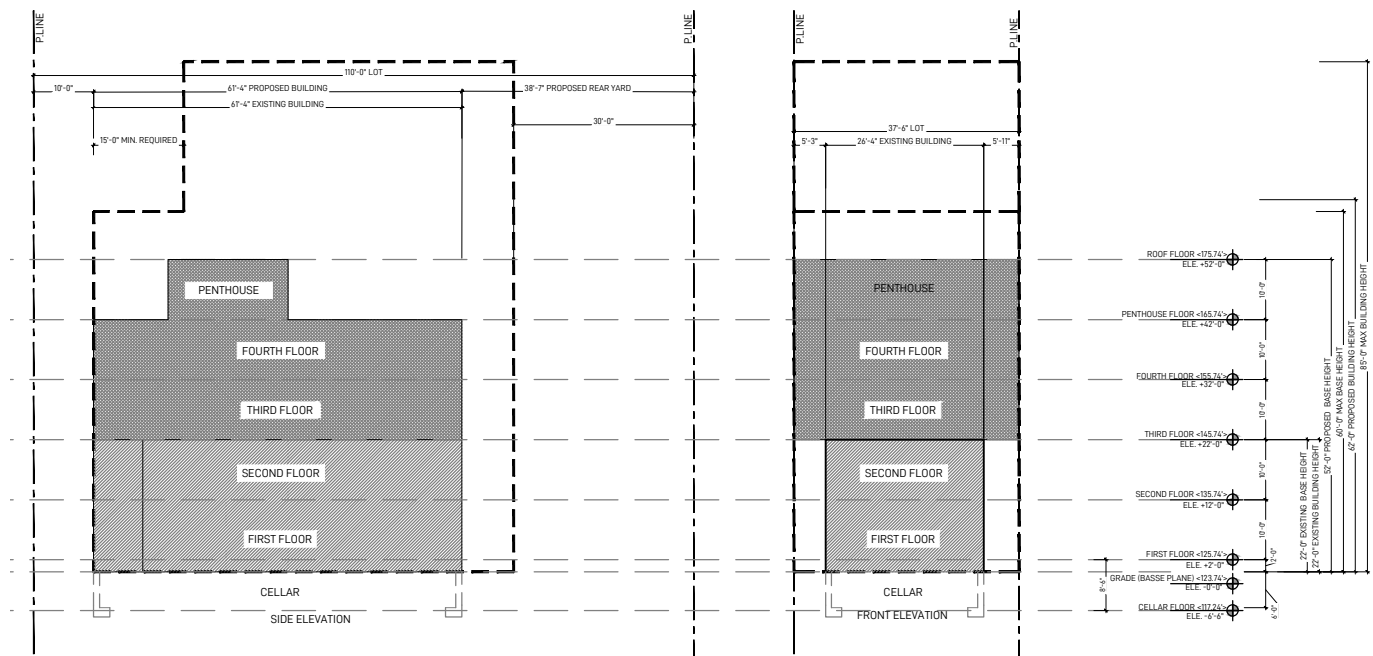 P.LINE
P.LINE
P.LINE
P.LINE
110'-0" LOT
10'-0"
61'-4" PROPOSED BUILDING
38'-7" PROPOSED REAR YARD
61'-4" EXISTING BUILDING
30'-0"
15'-0" MIN. REQUIRED
PENTHOUSE
FOURTH FLOOR
THIRD FLOOR
SECOND FLOOR
FIRST FLOOR
CELLAR
SIDE ELEVATION
37'-6" LOT
5'-3"
26'-4" EXISTING BUILDING
5'-11"
PENTHOUSE
FOURTH FLOOR
THIRD FLOOR
SECOND FLOOR
FIRST FLOOR
CELLAR
FRONT ELEVATION
ROOF FLOOR <175.74'>
ELE. +52'-0"
PENTHOUSE FLOOR <165.74'>
ELE. +42'-0"
FOURTH FLOOR <155.74'>
ELE. +32'-0"
THIRD FLOOR <145.74'>
ELE. +22'-0"
SECOND FLOOR <135.74'>
ELE. +12'-0"
FIRST FLOOR <125.74'>
ELE. +2'-0"
GRADE (BASSE PLANE) <123.74'>
ELE. -0'-0"
CELLAR FLOOR <117.24'>
ELE. -6'-6"
8'-6"
10'-0"
10'-0"
10'-0"
10'-0"
10'-0"
2'-0"
6'-0"
22'-0" EXISTING BASE HEIGHT
22'-0" EXISTING BUILDING HEIGHT
52'-0" PROPOSED BASE HEIGHT
60'-0" MAX BASE HEIGHT
62'-0" PROPOSED BUILDING HEIGHT
85'-0" MAX BUILDING HEIGHT